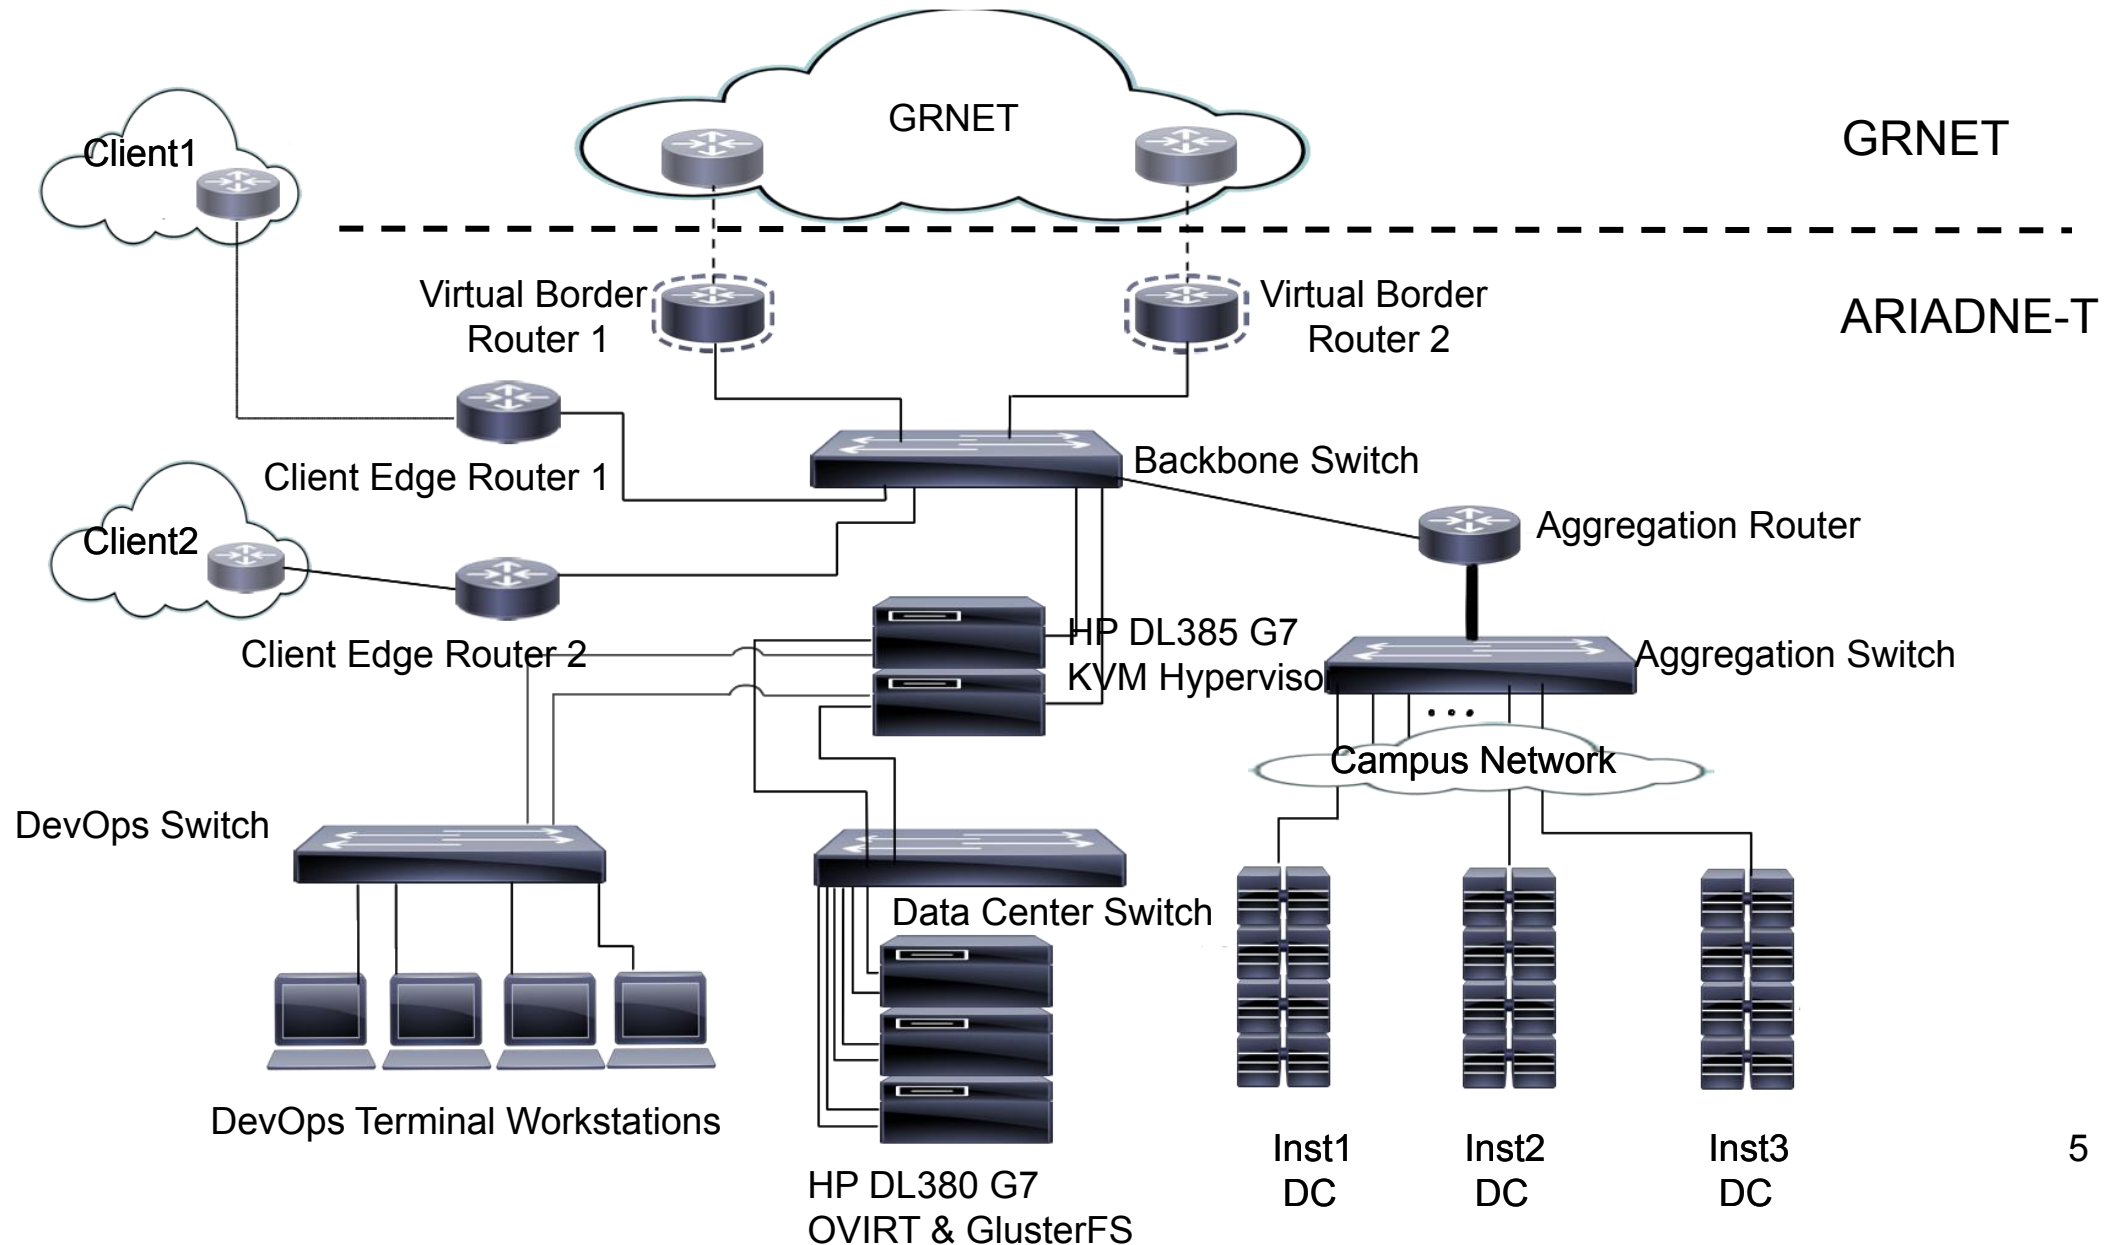 GRNET
GRNET
Client1
Virtual Border
Router 1
Virtual Border
Router 2
ARIADNE-T
Client Edge Router 1
Backbone Switch
Client2
Aggregation Router
Client Edge Router 2
HP DL385 G7
KVM Hypervisor
Aggregation Switch
...
Campus Network
DevOps Switch
Data Center Switch
DevOps Terminal Workstations
HP DL380 G7
OVIRT & GlusterFS
Inst1
DC
Inst2
DC
Inst3
DC
5